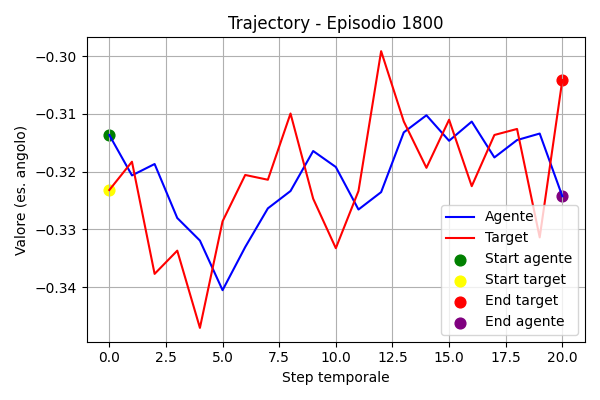 Trajectory - Episodio 1800
Valore (es. angolo)
−0.30
−0.31
−0.32
−0.33
−0.34
0.0 2.5 5.0 7.5 10.0 12.5 15.0 17.5 20.0
Step temporale
Agente
Target
Start agente
Start target
End target
End agente